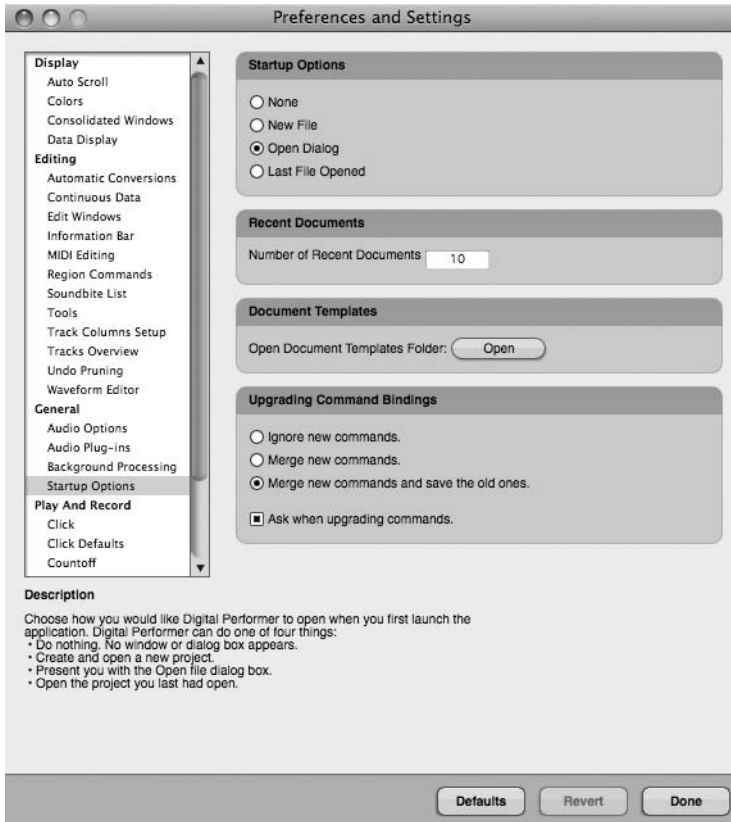 Preferences and Settings
Display
Auto Scroll
Colors
Consolidated Windows
Data Display
Editing
Automatic Conversions
Continuous Data
Edit Windows
Information Bar
MIDI Editing
Region Commands
Soundbite List
Tools
Track Columns Setup
Tracks Overview
Undo Pruning
Waveform Editor
General
Audio Options
Audio Plug-ins
Background Processing
Startup Options
Play And Record
Click
Click Defaults
Countoff
Startup Options
None
New File
Open Dialog
Last File Opened
Recent Documents
Number of Recent Documents 10
Document Templates
Open Document Templates Folder: Open
Upgrading Command Bindings
Ignore new commands.
Merge new commands.
Merge new commands and save the old ones.
Ask when upgrading commands.
Description
Choose how you would like Digital Performer to open when you first launch the
application. Digital Performer can do one of four things:
• Do nothing. No window or dialog box appears.
• Create and open a new project.
• Present you with the Open file dialog box.
• Open the project you last had open.
Defaults Revert Done